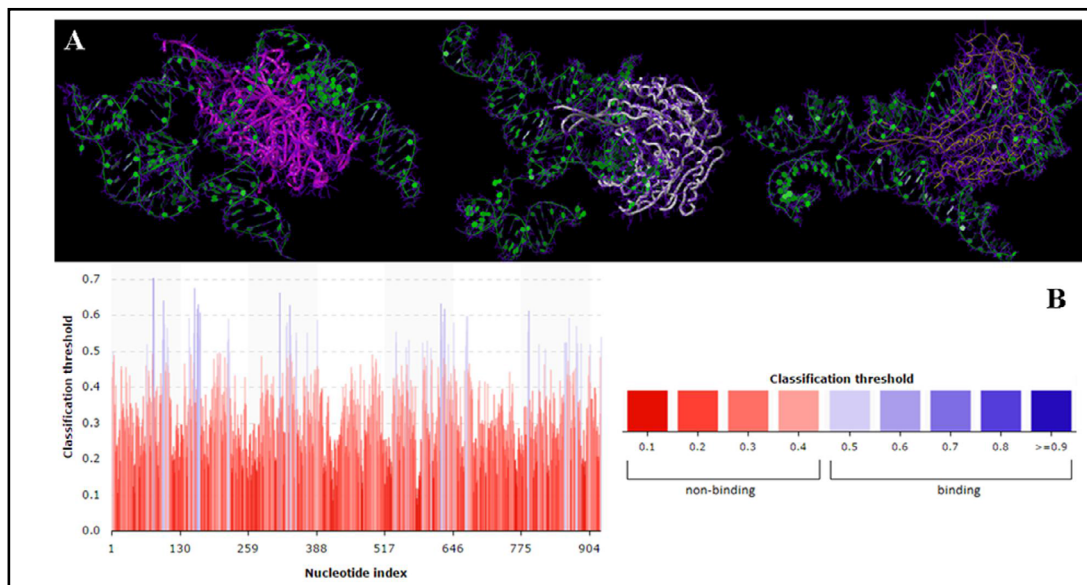 A
0.7
0.6
0.5
0.4
0.3
0.2
0.1
0.0
Classification threshold
1 130 259 388 517 646 775 904
Nucleotide index
B
Classification threshold
0.1 0.2 0.3 0.4 0.5 0.6 0.7 0.8 >=0.9
non-binding binding